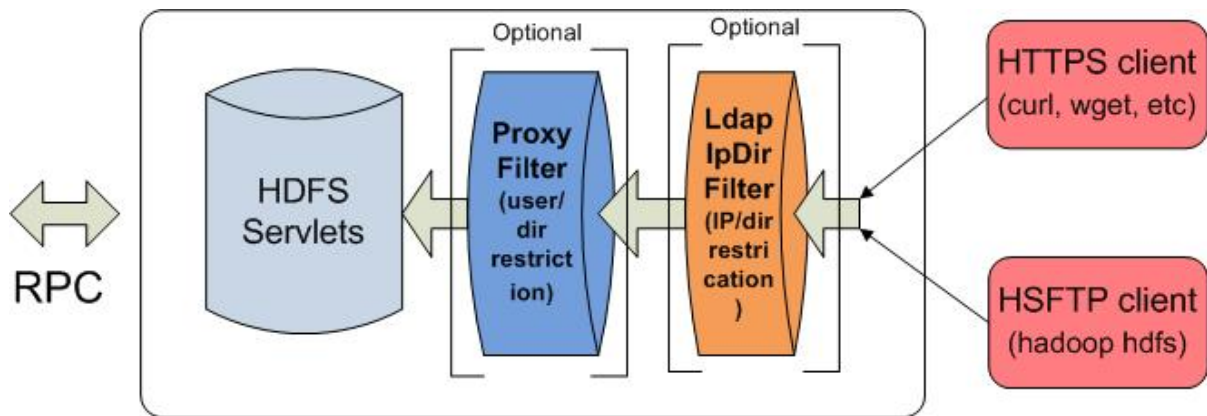 Optional
Optional
HTTPS client
(curl, wget, etc)
Proxy
Filter
(user/
dir
restrict
ion)
Ldap
IpDir
Filter
(IP/dir
restri
cation
)
HDFS
Servlets
RPC
HSFTP client
(hadoop hdfs)